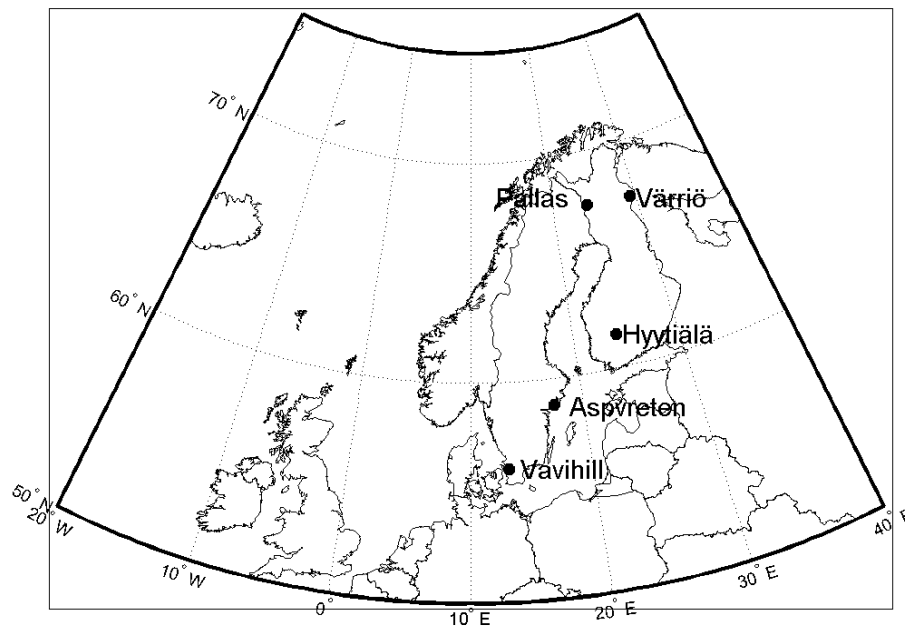 70° N
Pallas
Värriö
60° N
Hyytiälä
Aspvreten
Vavihill
50° N
20° W
40° E
10° W
30° E
0°
20° E
10° E